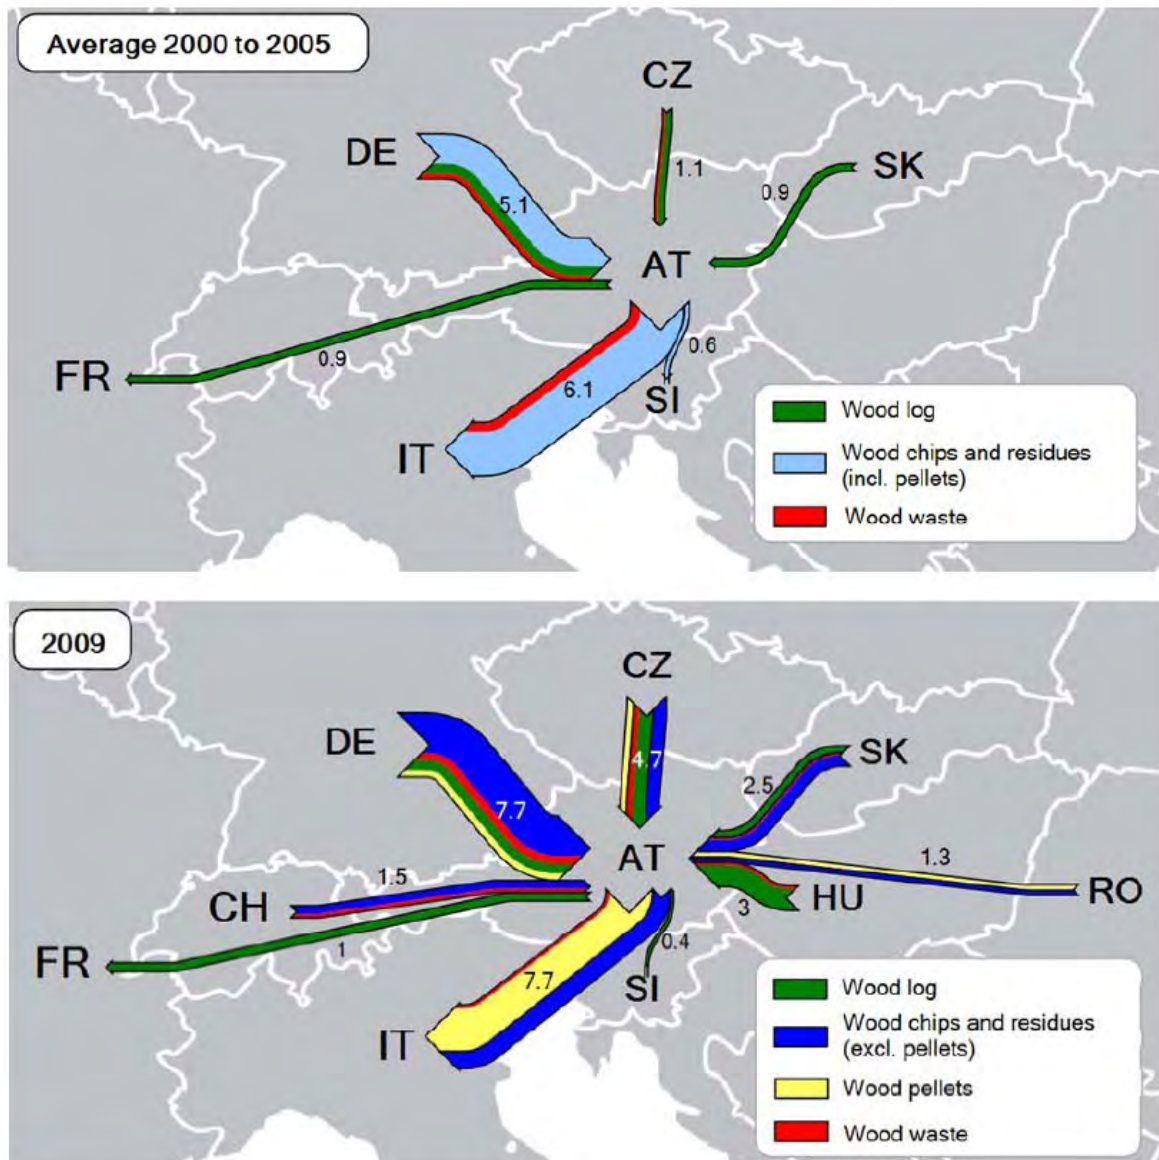 Average 2000 to 2005
CZ
DE
SK
1.1
0.9
5.1
AT
0.9
FR
0.6
6.1
SI
IT
Wood log
Wood chips and residues
(incl. pellets)
Wood waste
2009
CZ
DE
SK
4.7
2.5
7.7
AT
1.3
1.5
CH
HU
RO
3
FR
1
0.4
7.7
SI
IT
Wood log
Wood chips and residues
(excl. pellets)
Wood pellets
Wood waste